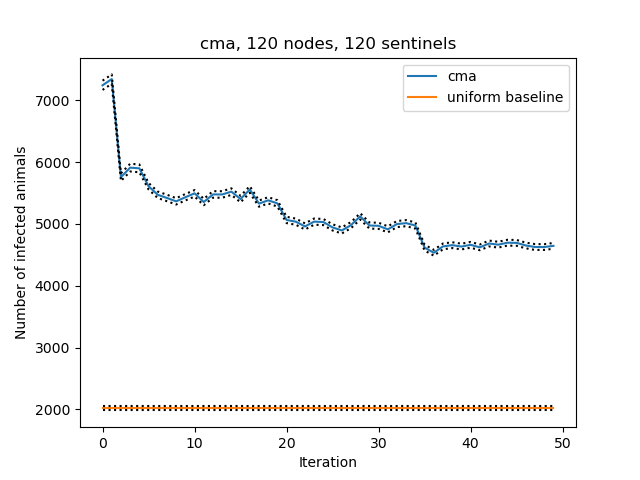 cma, 120 nodes, 120 sentinels
cma
uniform baseline
Number of infected animals
7000
6000
5000
4000
3000
2000
0 10 20 30 40 50
Iteration